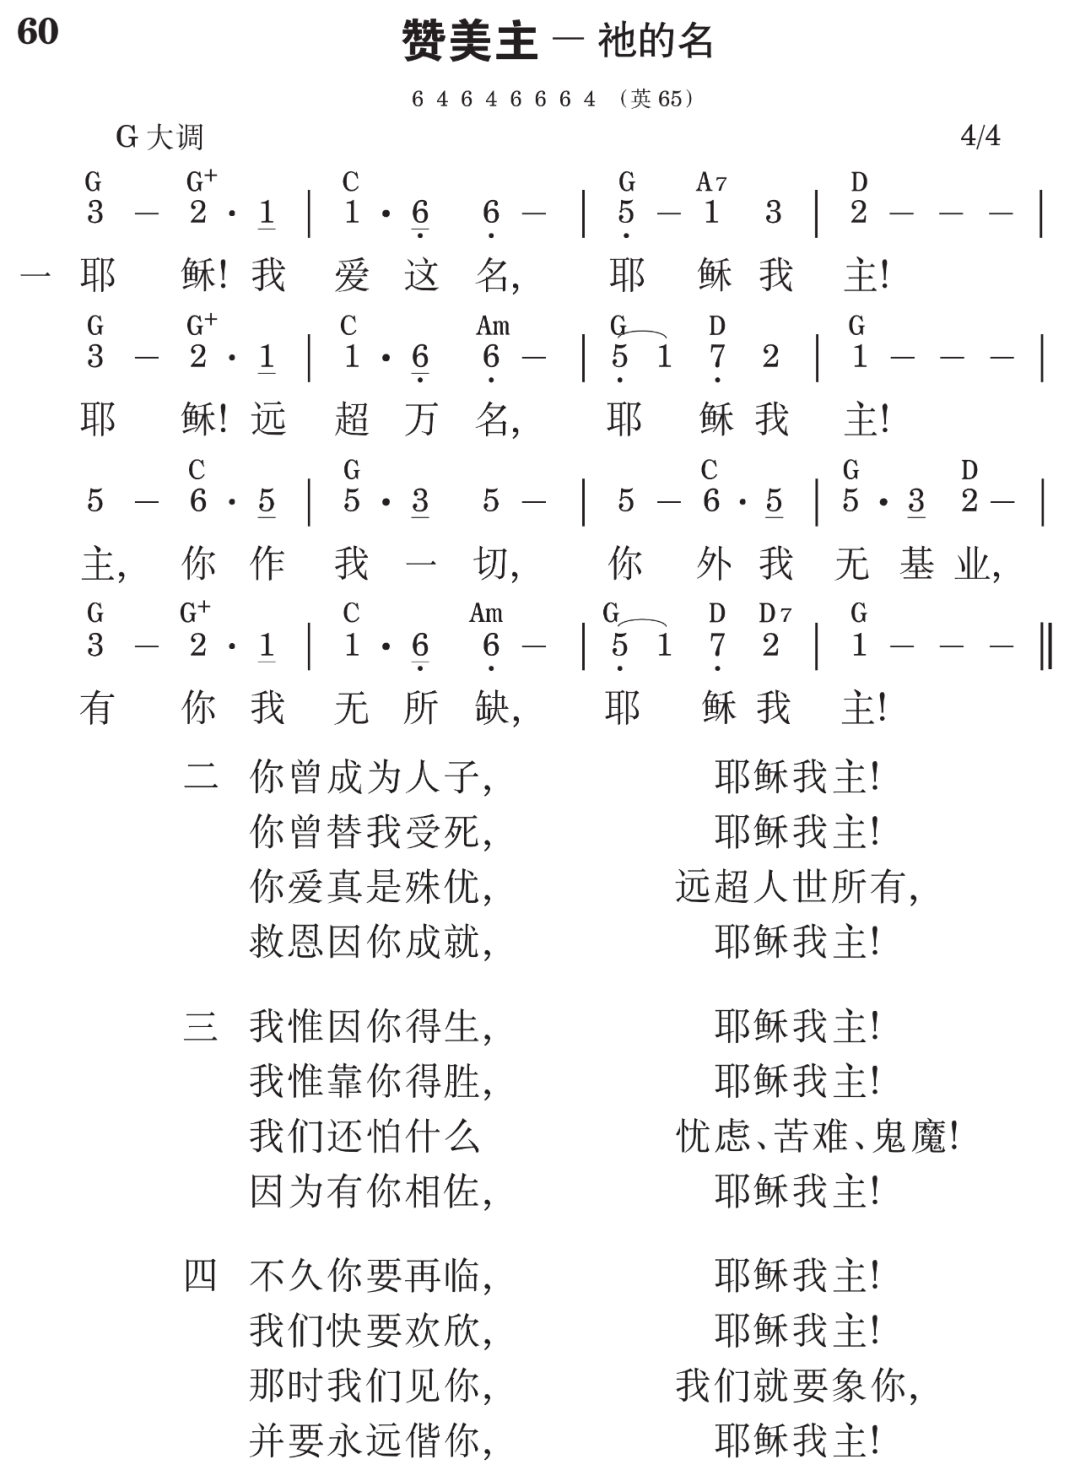 60
赞美主－祂的名
6 4 6 4 6 6 6 4 （英 65）
G 大调 4/4
G G+ C G A7 D
3 － 2 · 1 | 1 · 6̣ 6̣ － | 5̣ － 1 3 | 2 － － － |
一 耶 稣! 我 爱 这 名, 耶 稣 我 主!
G G+ C Am G D G
3 － 2 · 1 | 1 · 6̣ 6̣ － | 5̣ 1 7̣ 2 | 1 － － － |
耶 稣! 远 超 万 名, 耶 稣 我 主!
C G C G D
5 － 6 · 5 | 5 · 3 5 － | 5 － 6 · 5 | 5 · 3 2 － |
主, 你 作 我 一 切, 你 外 我 无 基 业,
G G+ C Am G D D7 G
3 － 2 · 1 | 1 · 6̣ 6̣ － | 5̣ 1 7̣ 2 | 1 － － － ‖
有 你 我 无 所 缺, 耶 稣 我 主!
二 你曾成为人子, 耶稣我主!
你曾替我受死, 耶稣我主!
你爱真是殊优, 远超人世所有,
救恩因你成就, 耶稣我主!
三 我惟因你得生, 耶稣我主!
我惟靠你得胜, 耶稣我主!
我们还怕什么 忧虑、苦难、鬼魔!
因为有你相佐, 耶稣我主!
四 不久你要再临, 耶稣我主!
我们快要欢欣, 耶稣我主!
那时我们见你, 我们就要象你,
并要永远偕你, 耶稣我主!